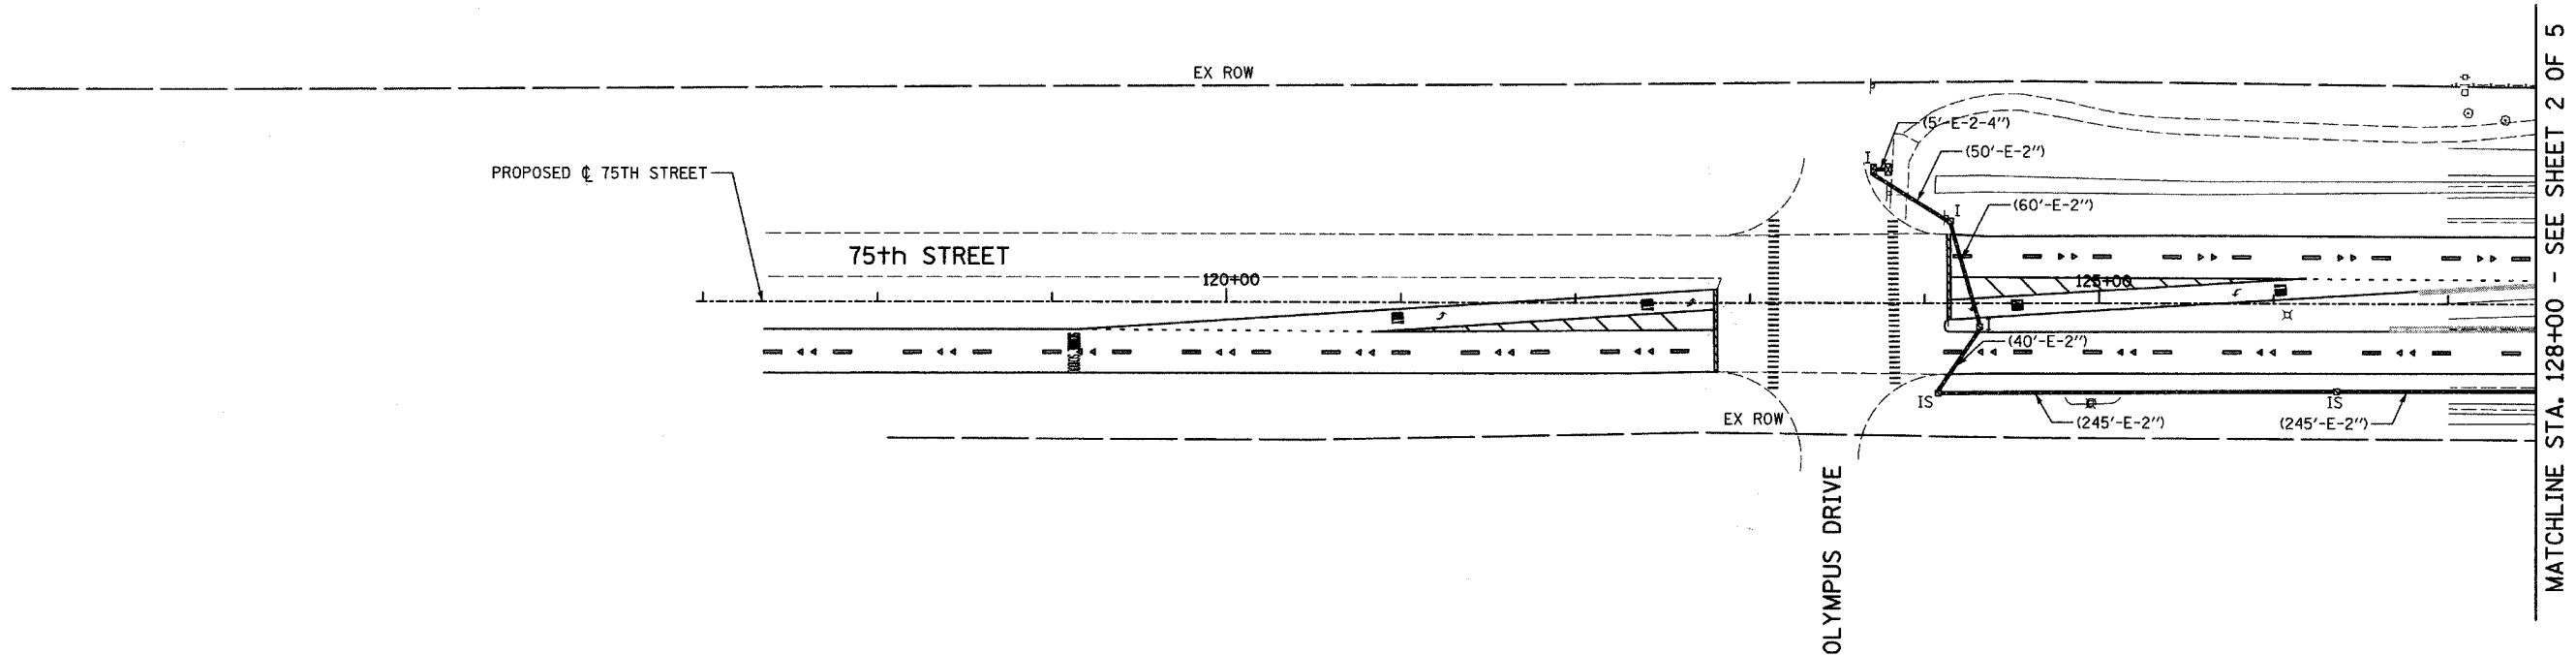 EX ROW
(5'-E-2-4")
I
(50'-E-2")
PROPOSED ℄ 75TH STREET
(60'-E-2")
I
75th STREET
120+00
125+00
I
(40'-E-2")
IS
IS
EX ROW
(245'-E-2")
(245'-E-2")
OLYMPUS DRIVE
MATCHLINE STA. 128+00 - SEE SHEET 2 OF 5